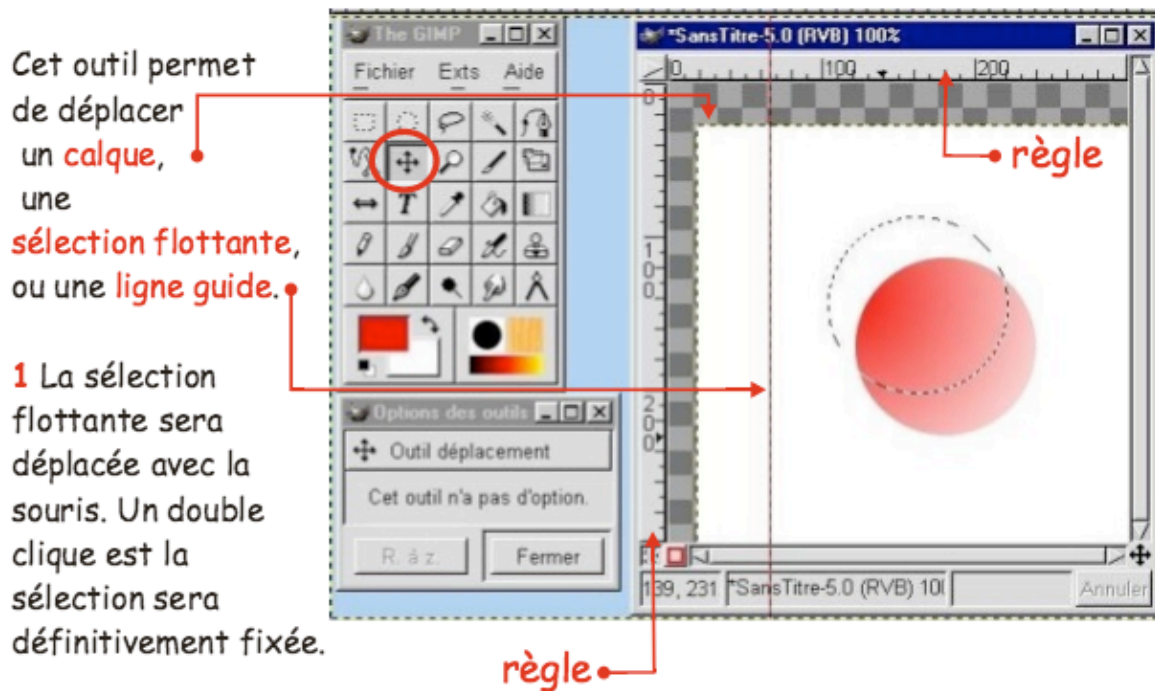 Cet outil permet
de déplacer
un calque,
une
sélection flottante,
ou une ligne guide.
1 La sélection
flottante sera
déplacée avec la
souris. Un double
clique est la
sélection sera
définitivement fixée.
The GIMP
Fichier Exts Aide
T
Options des outils
Outil déplacement
Cet outil n'a pas d'option.
R. à z. Fermer
*SansTitre-5.0 (RVB) 100%
0 100 200
0
100
200
règle
139, 231 *SansTitre-5.0 (RVB) 10 Annuler
règle